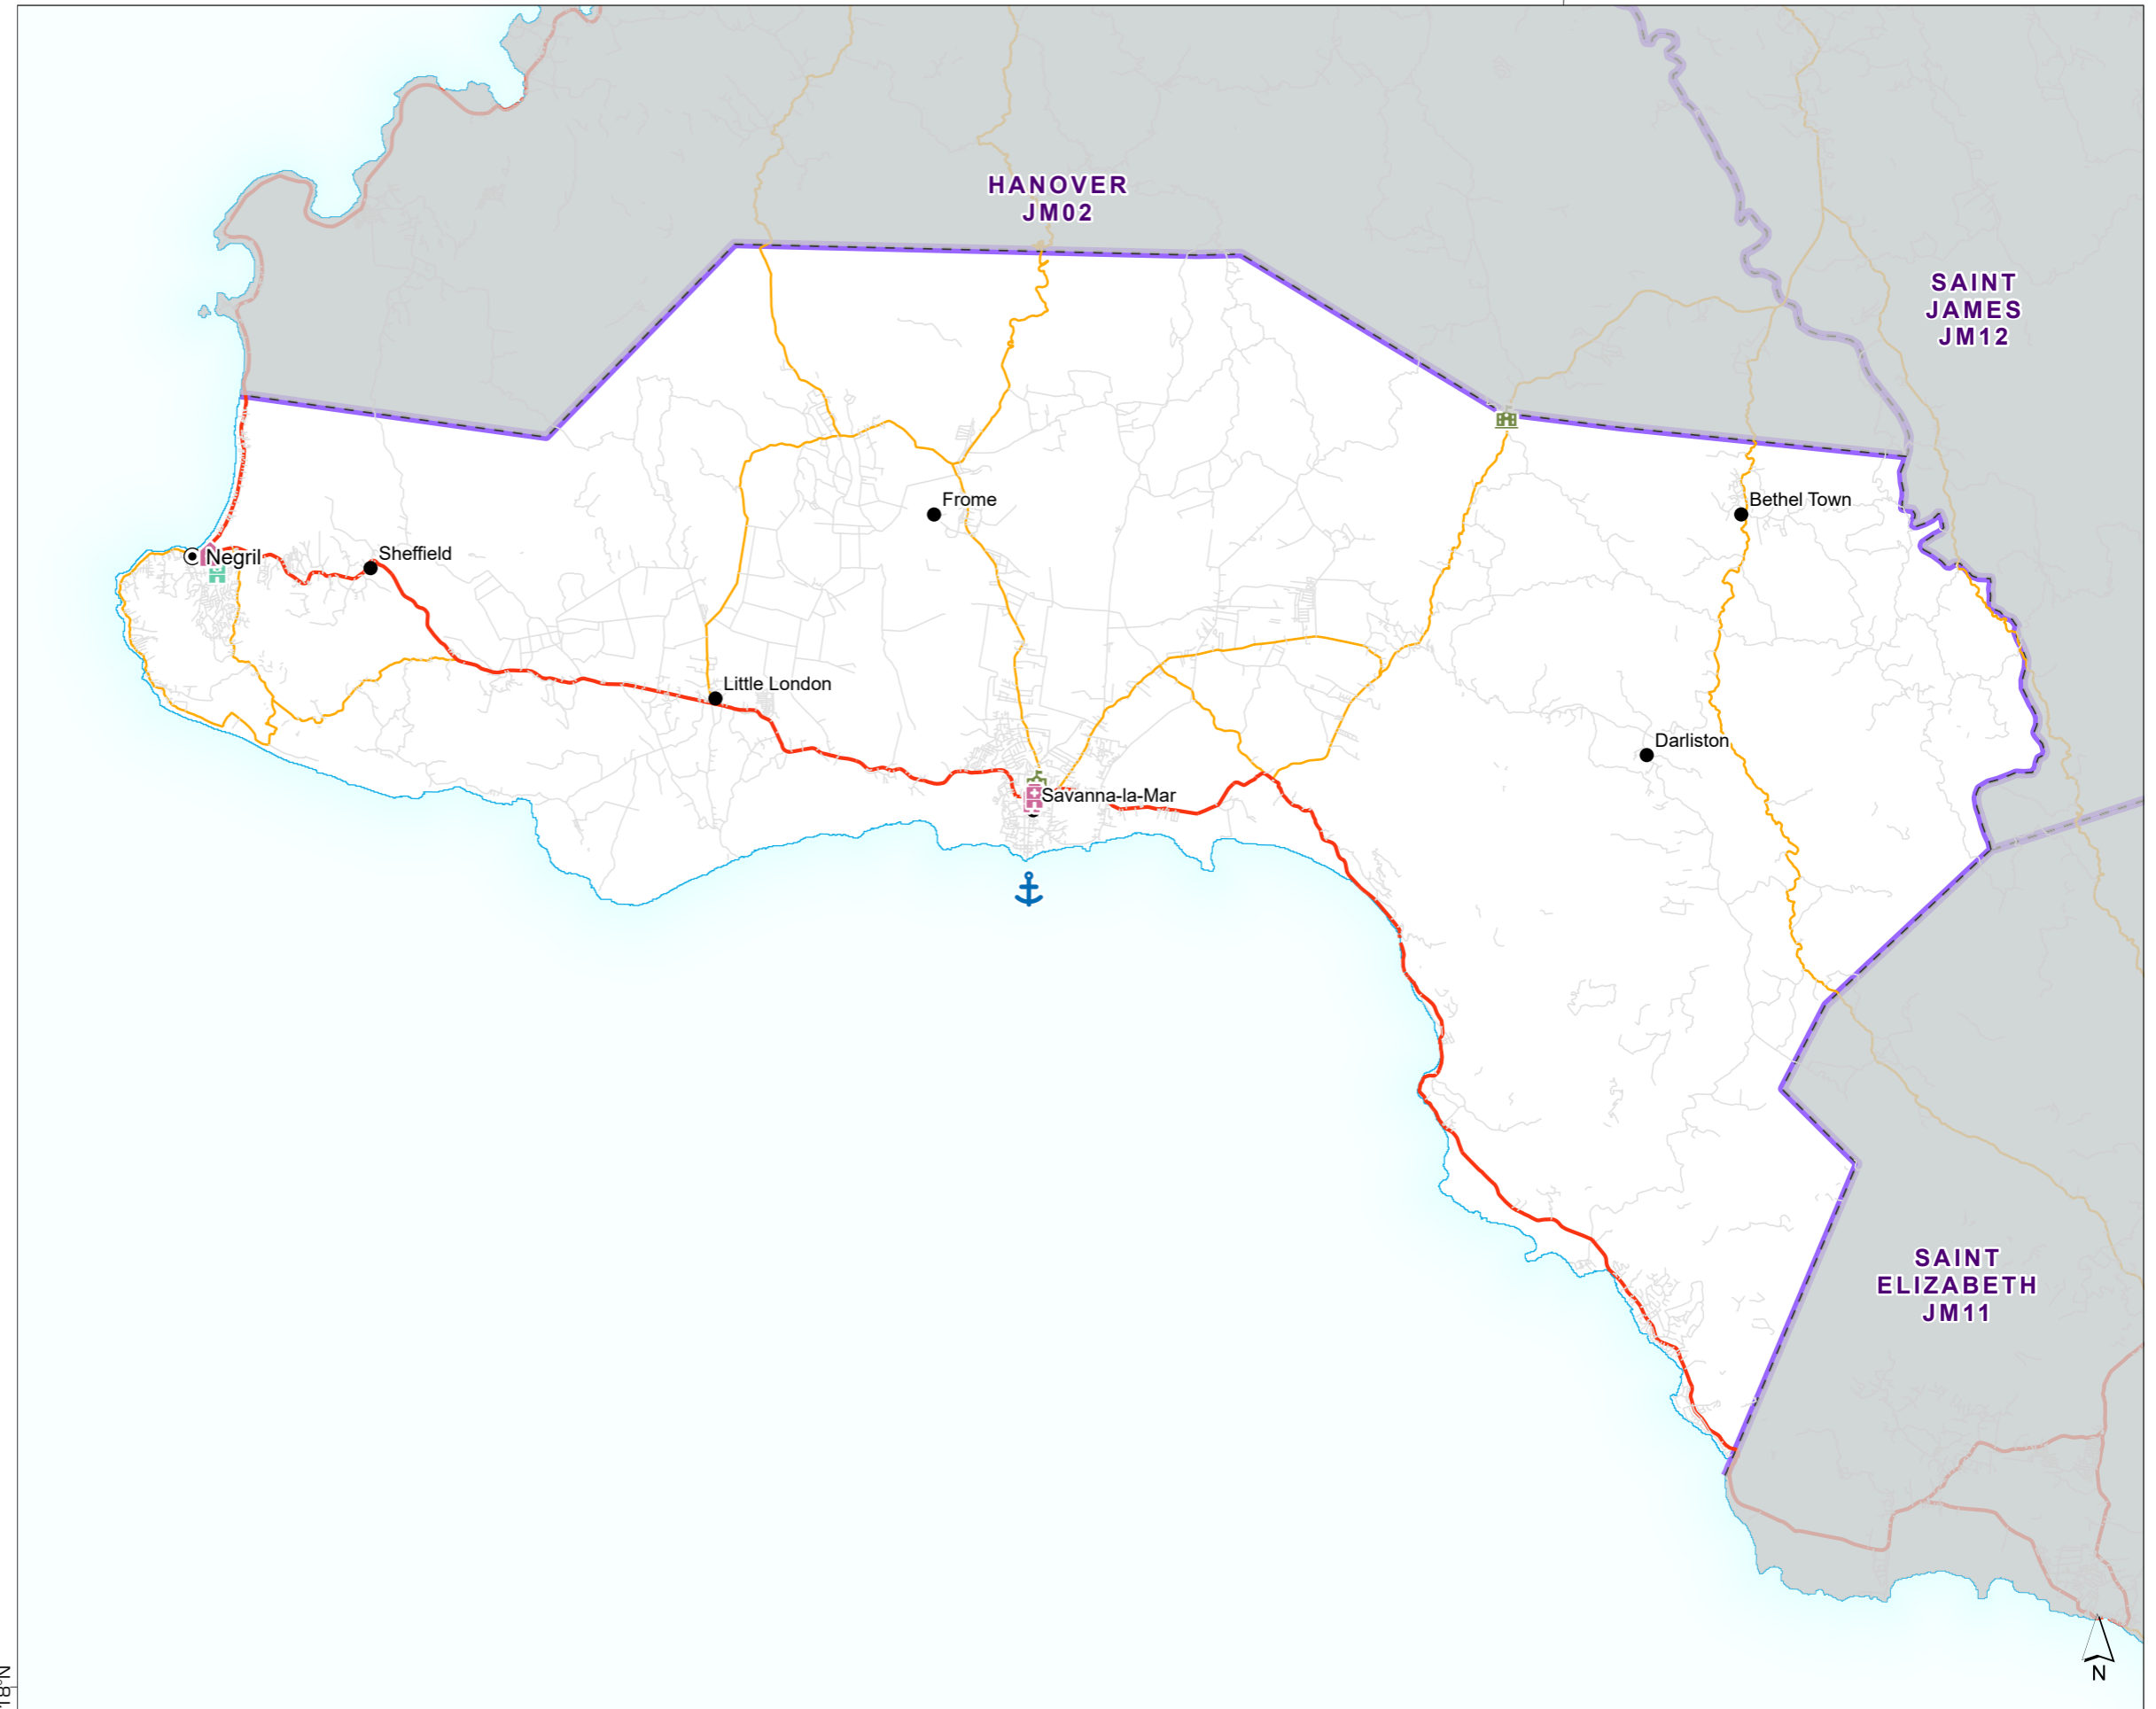 HANOVER
JM02
SAINT
JAMES
JM12
Frome
Bethel Town
Negril
Sheffield
Little London
Darliston
Savanna-la-Mar
SAINT
ELIZABETH
JM11
N